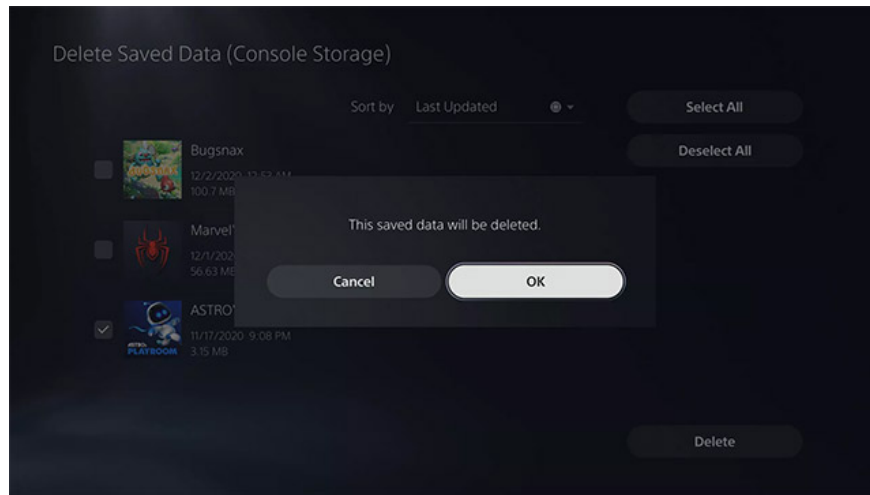 Delete Saved Data (Console Storage)
Sort by Last Updated
Select All
Deselect All
Bugsnax
12/2/2020 12:53 AM
100.7 MB
This saved data will be deleted.
Marvel'
12/1/202
56.63 MB
Cancel
OK
ASTRO'
11/17/2020 9:08 PM
3.15 MB
BUGSNAX
ASTRO's
PLAYROOM
Delete